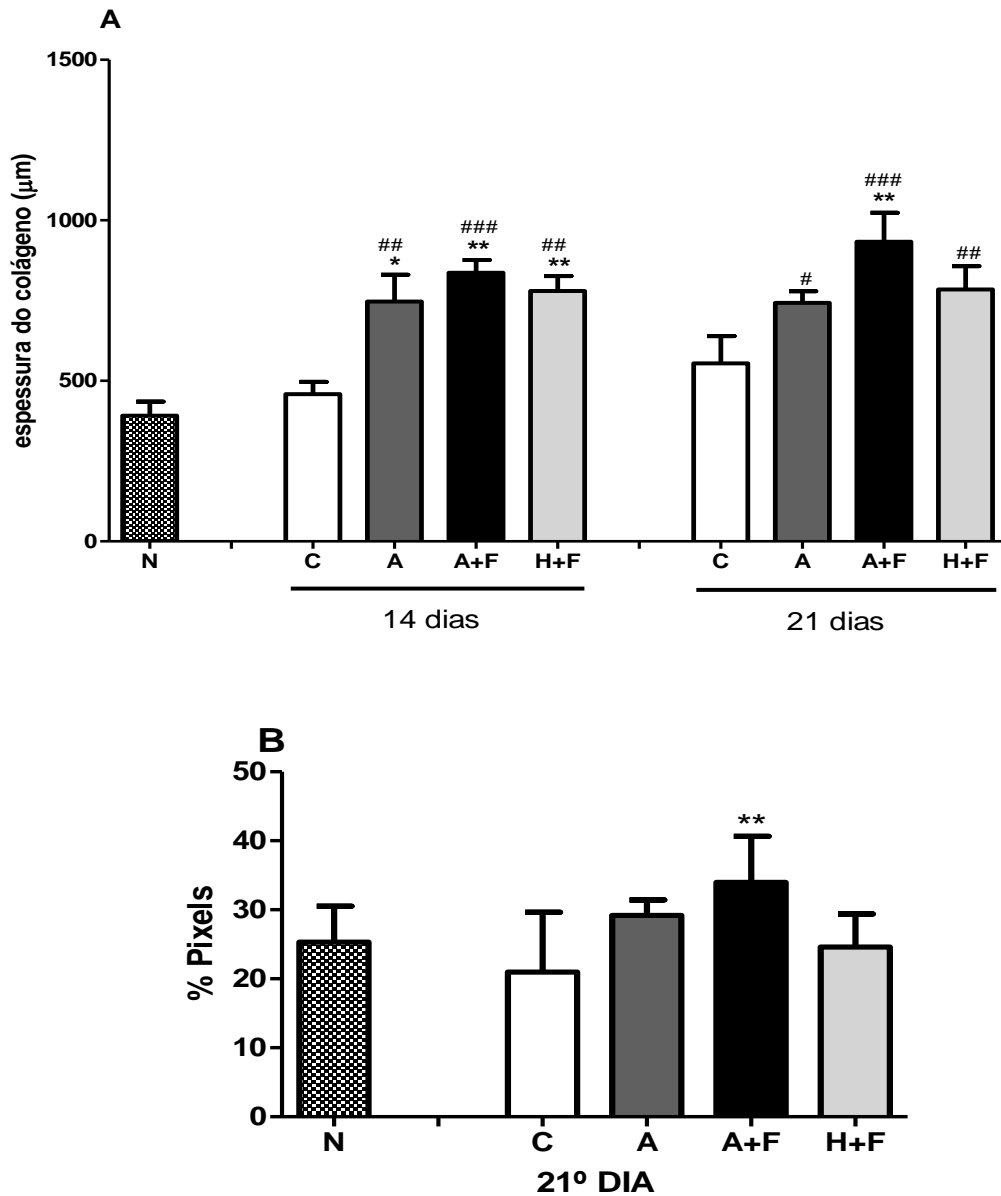 A
1500
1000
500
0
espessura do colágeno (µm)
##
*
###
**
##
**
#
###
**
##
N C A A+F H+F C A A+F H+F
14 dias 21 dias
B
50
40
30
20
10
0
% Pixels
**
N C A A+F H+F
21º DIA